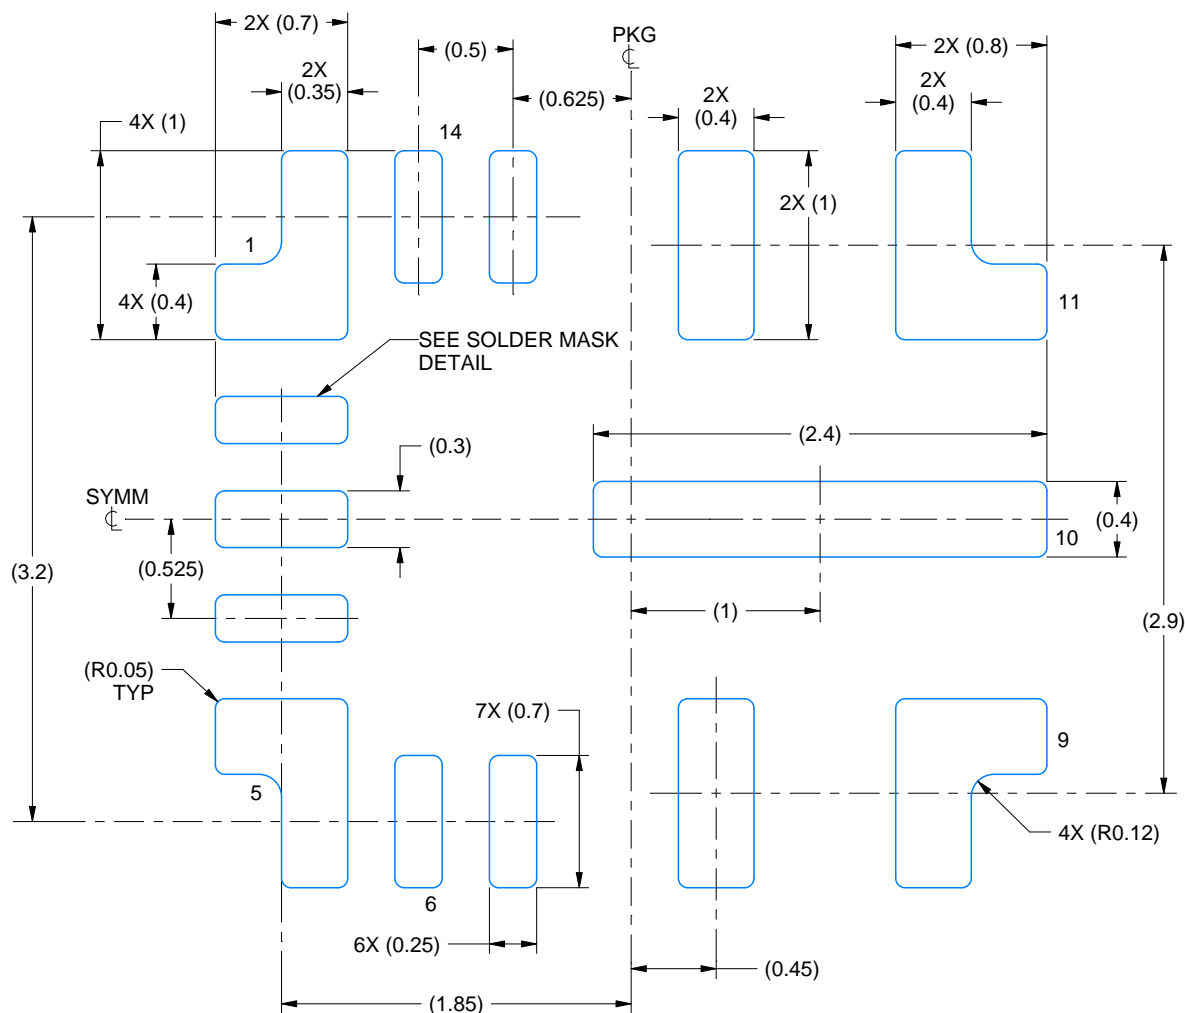 2X (0.7)
(0.5)
PKG
2X (0.8)
2X
(0.35)
2X
(0.4)
(0.625)
2X
(0.4)
4X (1)
14
2X (1)
1
4X (0.4)
11
SEE SOLDER MASK
DETAIL
(2.4)
(0.3)
SYMM
(0.4)
10
(0.525)
(3.2)
(1)
(2.9)
(R0.05)
TYP
7X (0.7)
9
5
4X (R0.12)
6
6X (0.25)
(0.45)
(1.85)